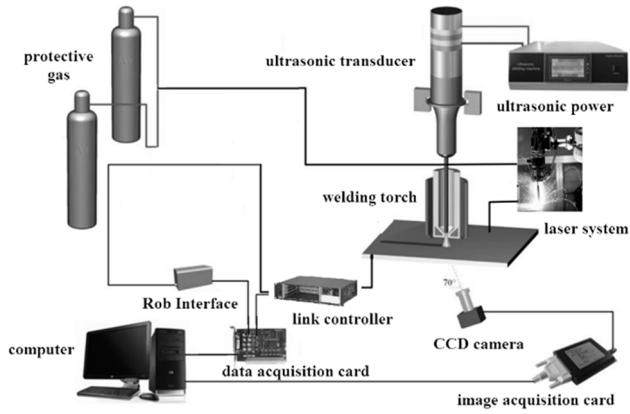 protective
gas
ultrasonic transducer
ultrasonic power
welding torch
laser system
Rob Interface
link controller
70°
CCD camera
computer
data acquisition card
image acquisition card